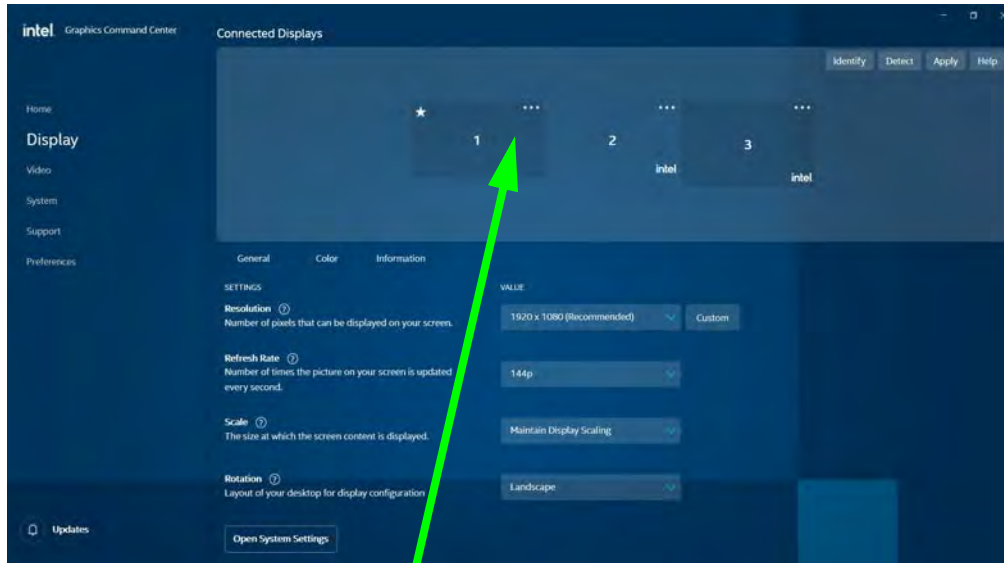 intel Graphics Command Center
Connected Displays
Identify Detect Apply Help
Home
Display
Video
System
Support
Preferences
1
2
intel
3
intel
General Color Information
SETTINGS VALUE
Resolution ?
Number of pixels that can be displayed on your screen.
1920 x 1080 (Recommended) Custom
Refresh Rate ?
Number of times the picture on your screen is updated
every second.
144p
Scale ?
The size at which the screen content is displayed.
Maintain Display Scaling
Rotation ?
Layout of your desktop for display configuration
Landscape
Updates
Open System Settings